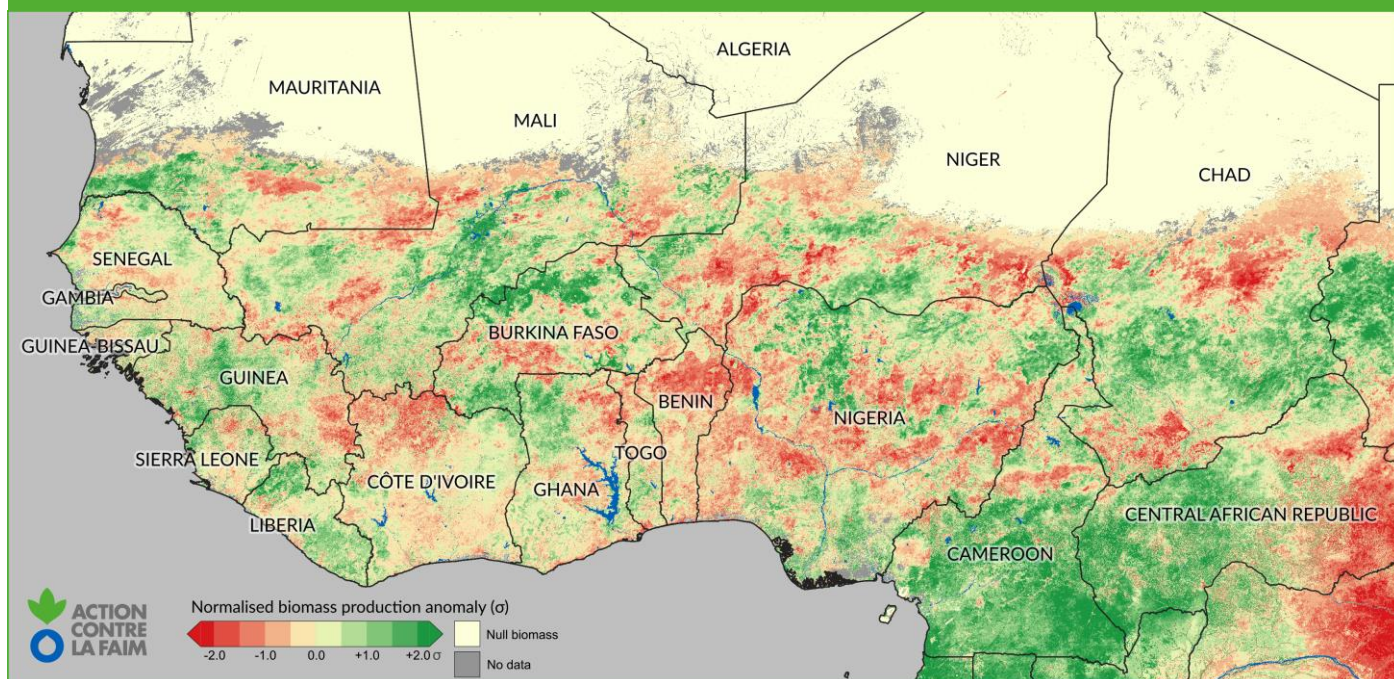 ALGERIA
MAURITANIA
MALI
NIGER
CHAD
SENEGAL
GAMBIA
GUINEA-BISSAU
BURKINA FASO
GUINEA
BENIN
NIGERIA
SIERRA LEONE
TOGO
CÔTE D'IVOIRE
GHANA
LIBERIA
CENTRAL AFRICAN REPUBLIC
CAMEROON
ACTION
CONTRE
LA FAIM
Normalised biomass production anomaly (σ)
-2.0 -1.0 0.0 +1.0 +2.0 σ
Null biomass
No data